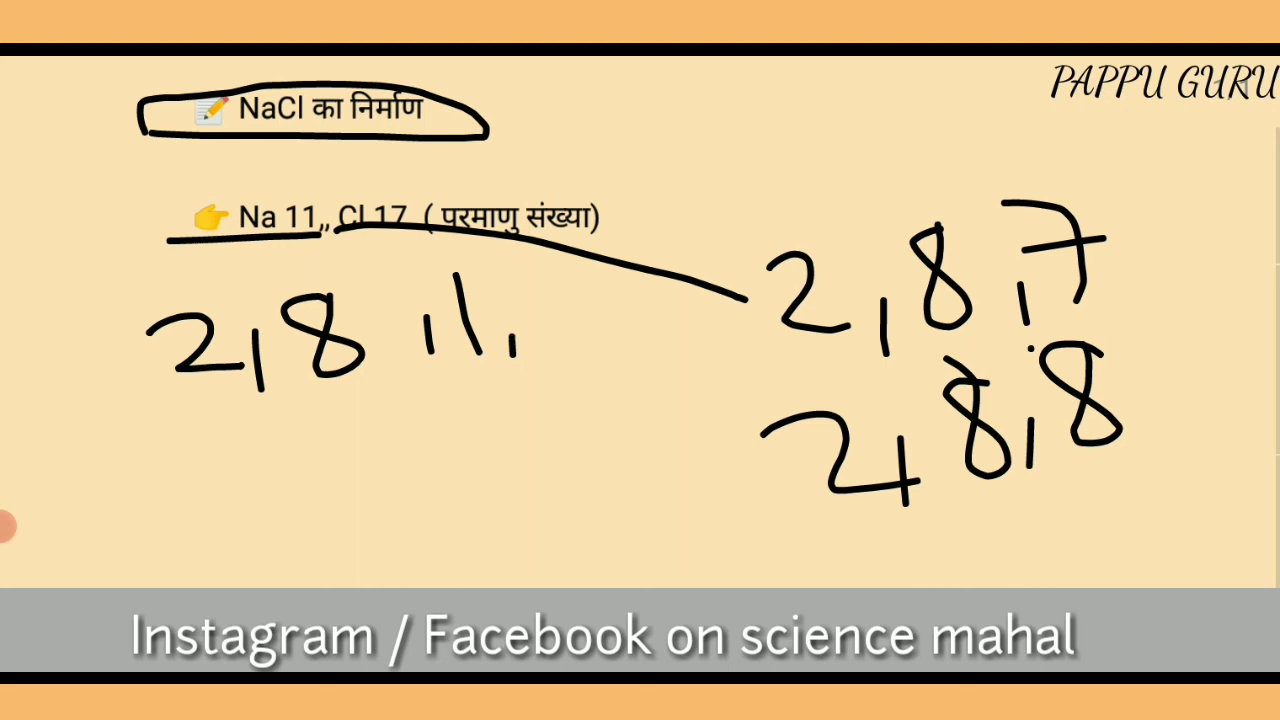 PAPPU GURU
📝 NaCl का निर्माण
👉 Na 11,, Cl 17 ( परमाणु संख्या)
2,8,7
2,8,1,
2,8,8
Instagram / Facebook on science mahal